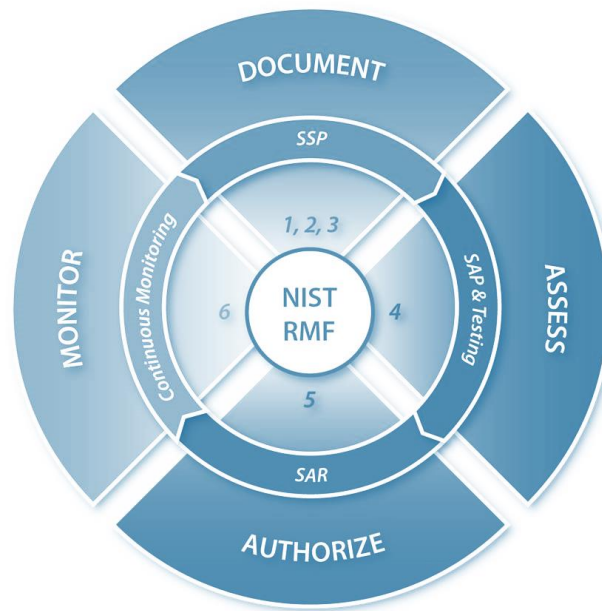 DOCUMENT
SSP
1, 2, 3
MONITOR
Continuous Monitoring
6
NIST
RMF
4
SAP & Testing
ASSESS
5
SAR
AUTHORIZE